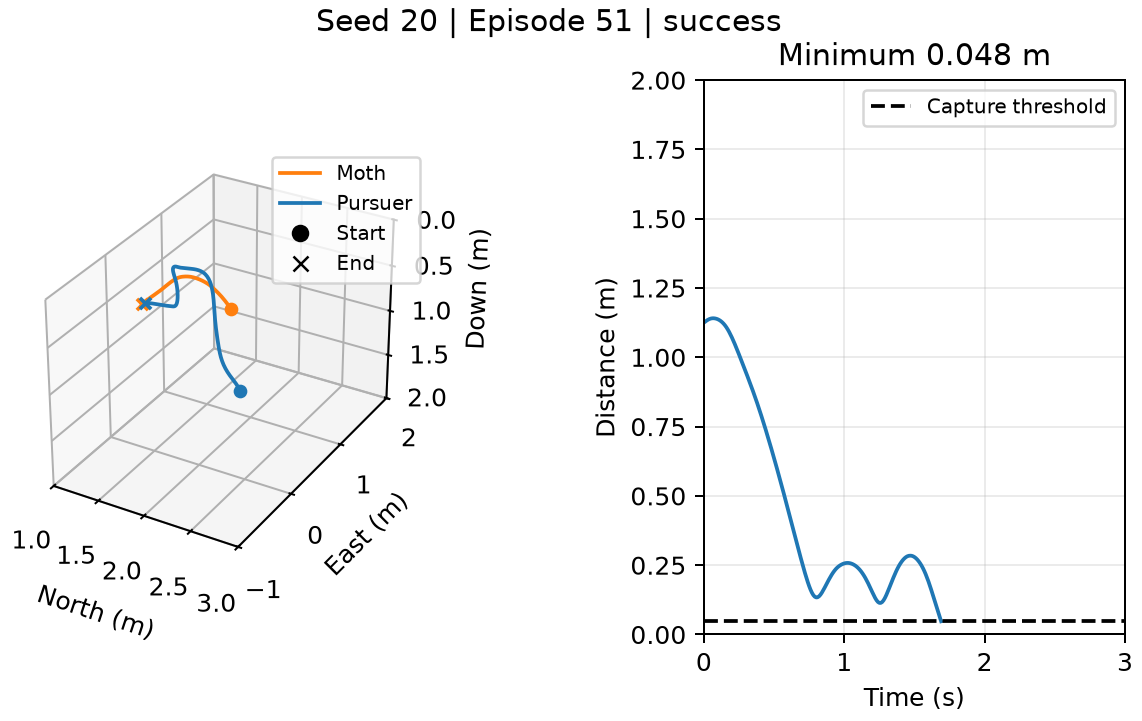 Seed 20 | Episode 51 | success
Moth
Pursuer
Start
End
0.0
0.5
1.0
1.5
2.0
Down (m)
2
1
0
−1
East (m)
1.0
1.5
2.0
2.5
3.0
North (m)
Minimum 0.048 m
Capture threshold
2.00
1.75
1.50
1.25
1.00
0.75
0.50
0.25
0.00
Distance (m)
0 1 2 3
Time (s)